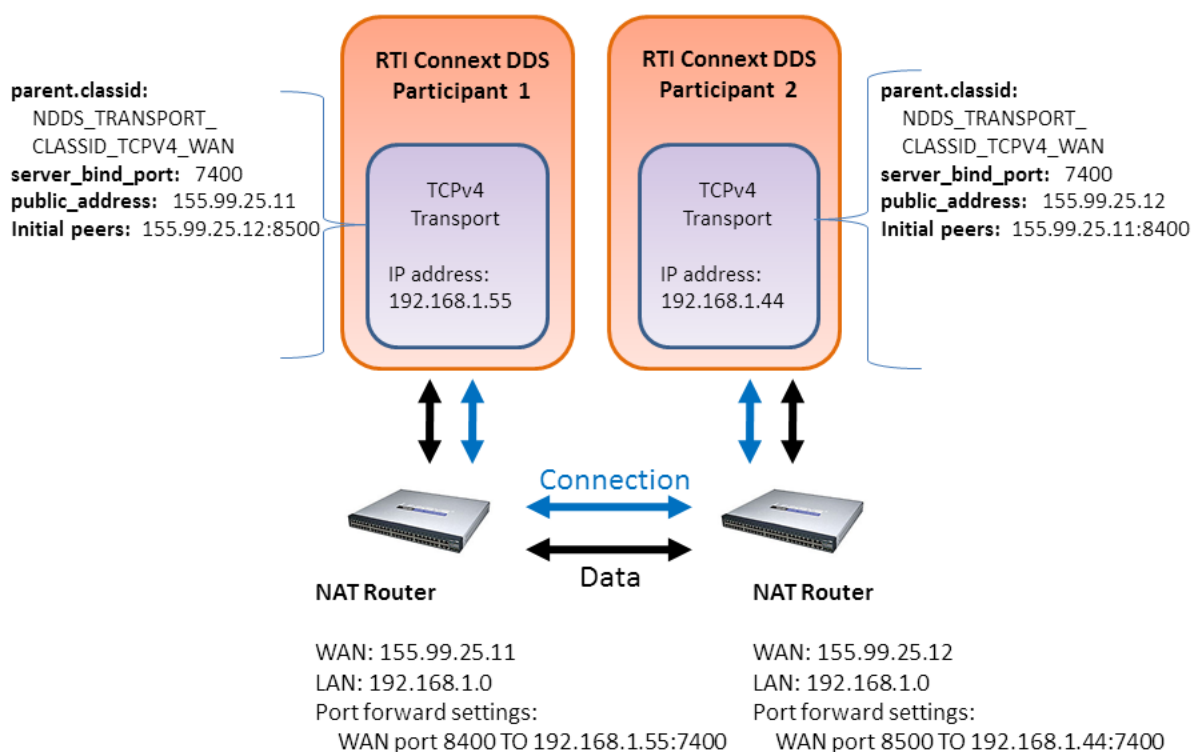 RTI Connext DDS
Participant 1
RTI Connext DDS
Participant 2
parent.classid:
NDDS_TRANSPORT_
CLASSID_TCPV4_WAN
server_bind_port: 7400
public_address: 155.99.25.11
Initial peers: 155.99.25.12:8500
TCPv4
Transport
IP address:
192.168.1.55
TCPv4
Transport
IP address:
192.168.1.44
parent.classid:
NDDS_TRANSPORT_
CLASSID_TCPV4_WAN
server_bind_port: 7400
public_address: 155.99.25.12
Initial peers: 155.99.25.11:8400
Connection
Data
NAT Router
WAN: 155.99.25.11
LAN: 192.168.1.0
Port forward settings:
WAN port 8400 TO 192.168.1.55:7400
NAT Router
WAN: 155.99.25.12
LAN: 192.168.1.0
Port forward settings:
WAN port 8500 TO 192.168.1.44:7400